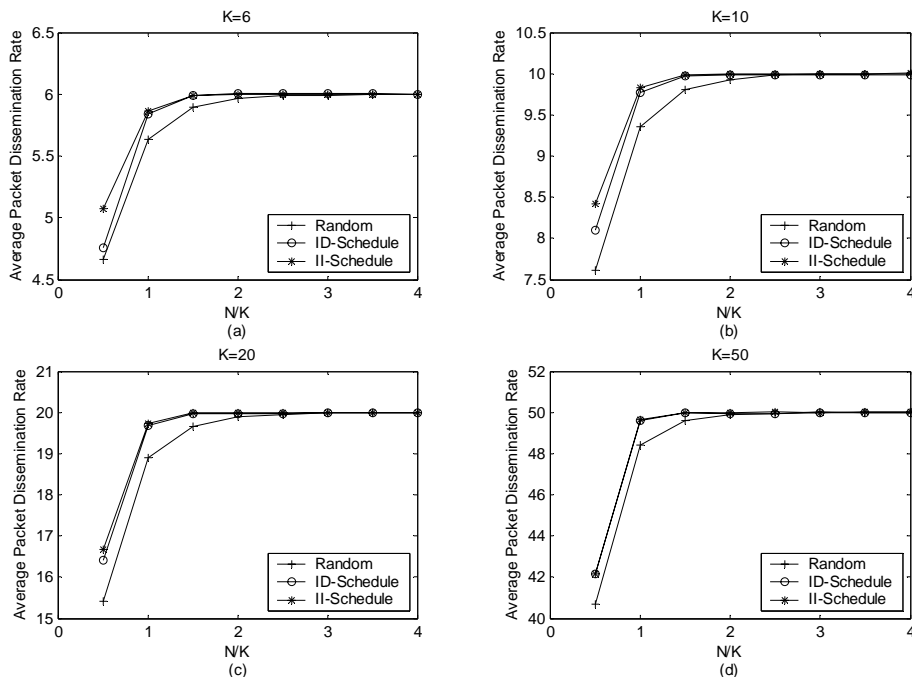 K=6
6.5
6
5.5
5
4.5
0
1
2
3
4
Average Packet Dissemination Rate
N/K
(a)
Random
ID-Schedule
II-Schedule
K=10
10.5
10
9.5
9
8.5
8
7.5
0
1
2
3
4
Average Packet Dissemination Rate
N/K
(b)
Random
ID-Schedule
II-Schedule
K=20
21
20
19
18
17
16
15
0
1
2
3
4
Average Packet Dissemination Rate
N/K
(c)
Random
ID-Schedule
II-Schedule
K=50
52
50
48
46
44
42
40
0
1
2
3
4
Average Packet Dissemination Rate
N/K
(d)
Random
ID-Schedule
II-Schedule